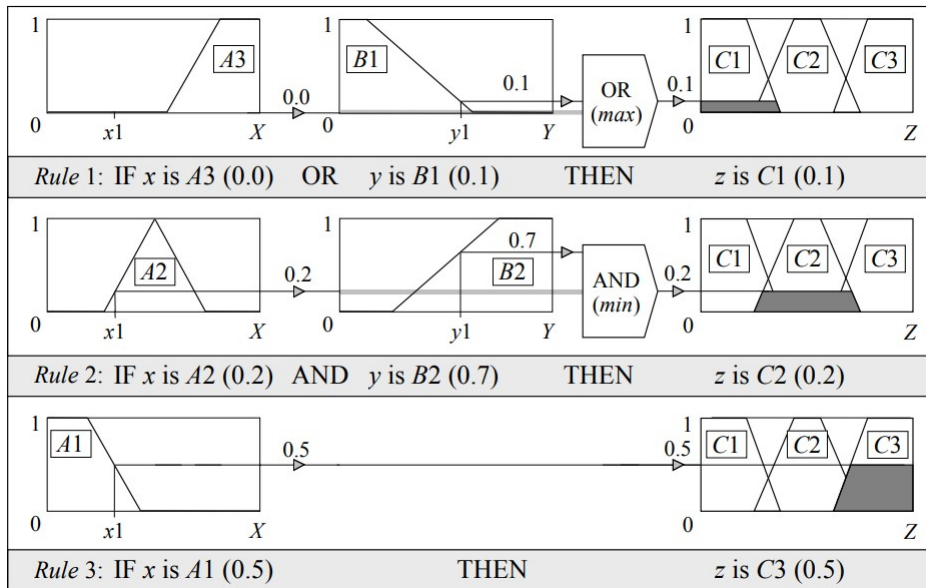 1 A3 0.0 B1 0.1 OR 0.1 1 C1 C2 C3
(max)
0 x1 X 0 y1 Y 0 Z
Rule 1: IF x is A3 (0.0) OR y is B1 (0.1) THEN z is C1 (0.1)
1 A2 0.2 1 0.7 B2 AND 0.2 1 C1 C2 C3
(min)
0 x1 X 0 y1 Y 0 Z
Rule 2: IF x is A2 (0.2) AND y is B2 (0.7) THEN z is C2 (0.2)
1 A1 0.5 0.5 1 C1 C2 C3
0 x1 X 0 Z
Rule 3: IF x is A1 (0.5) THEN z is C3 (0.5)